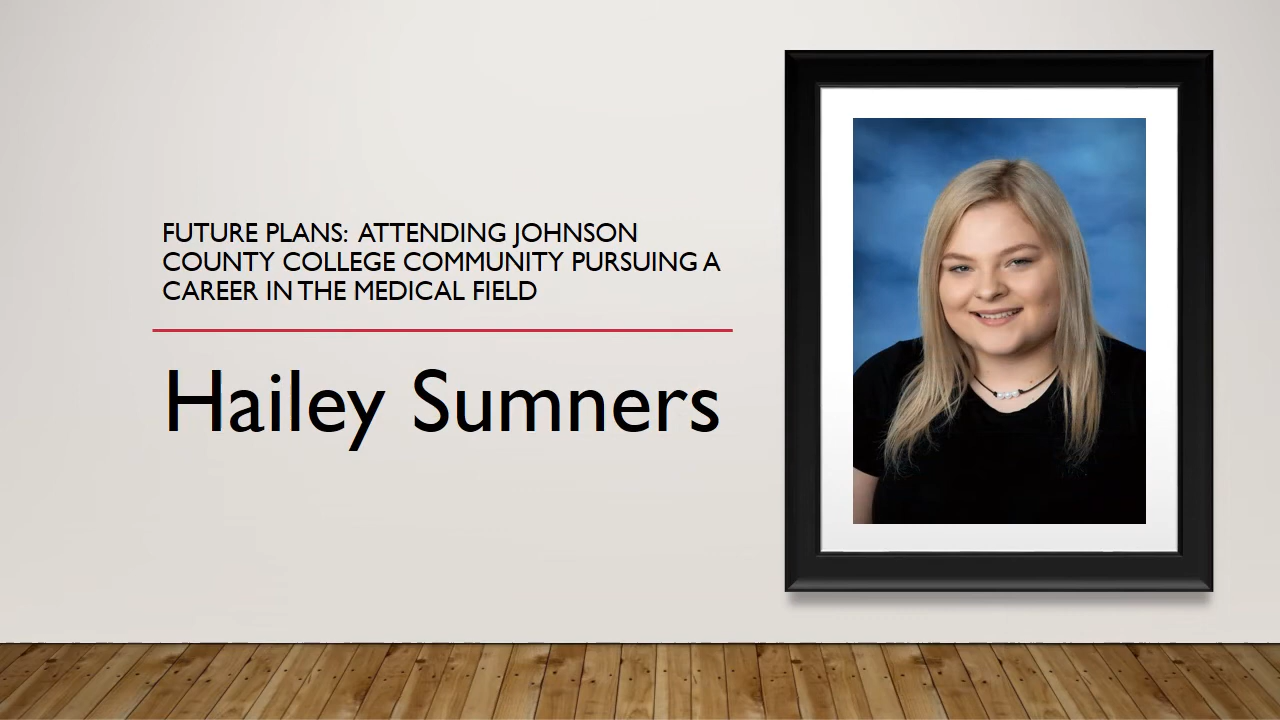 FUTURE PLANS: ATTENDING JOHNSON
COUNTY COLLEGE COMMUNITY PURSUING A
CAREER IN THE MEDICAL FIELD
Hailey Sumners